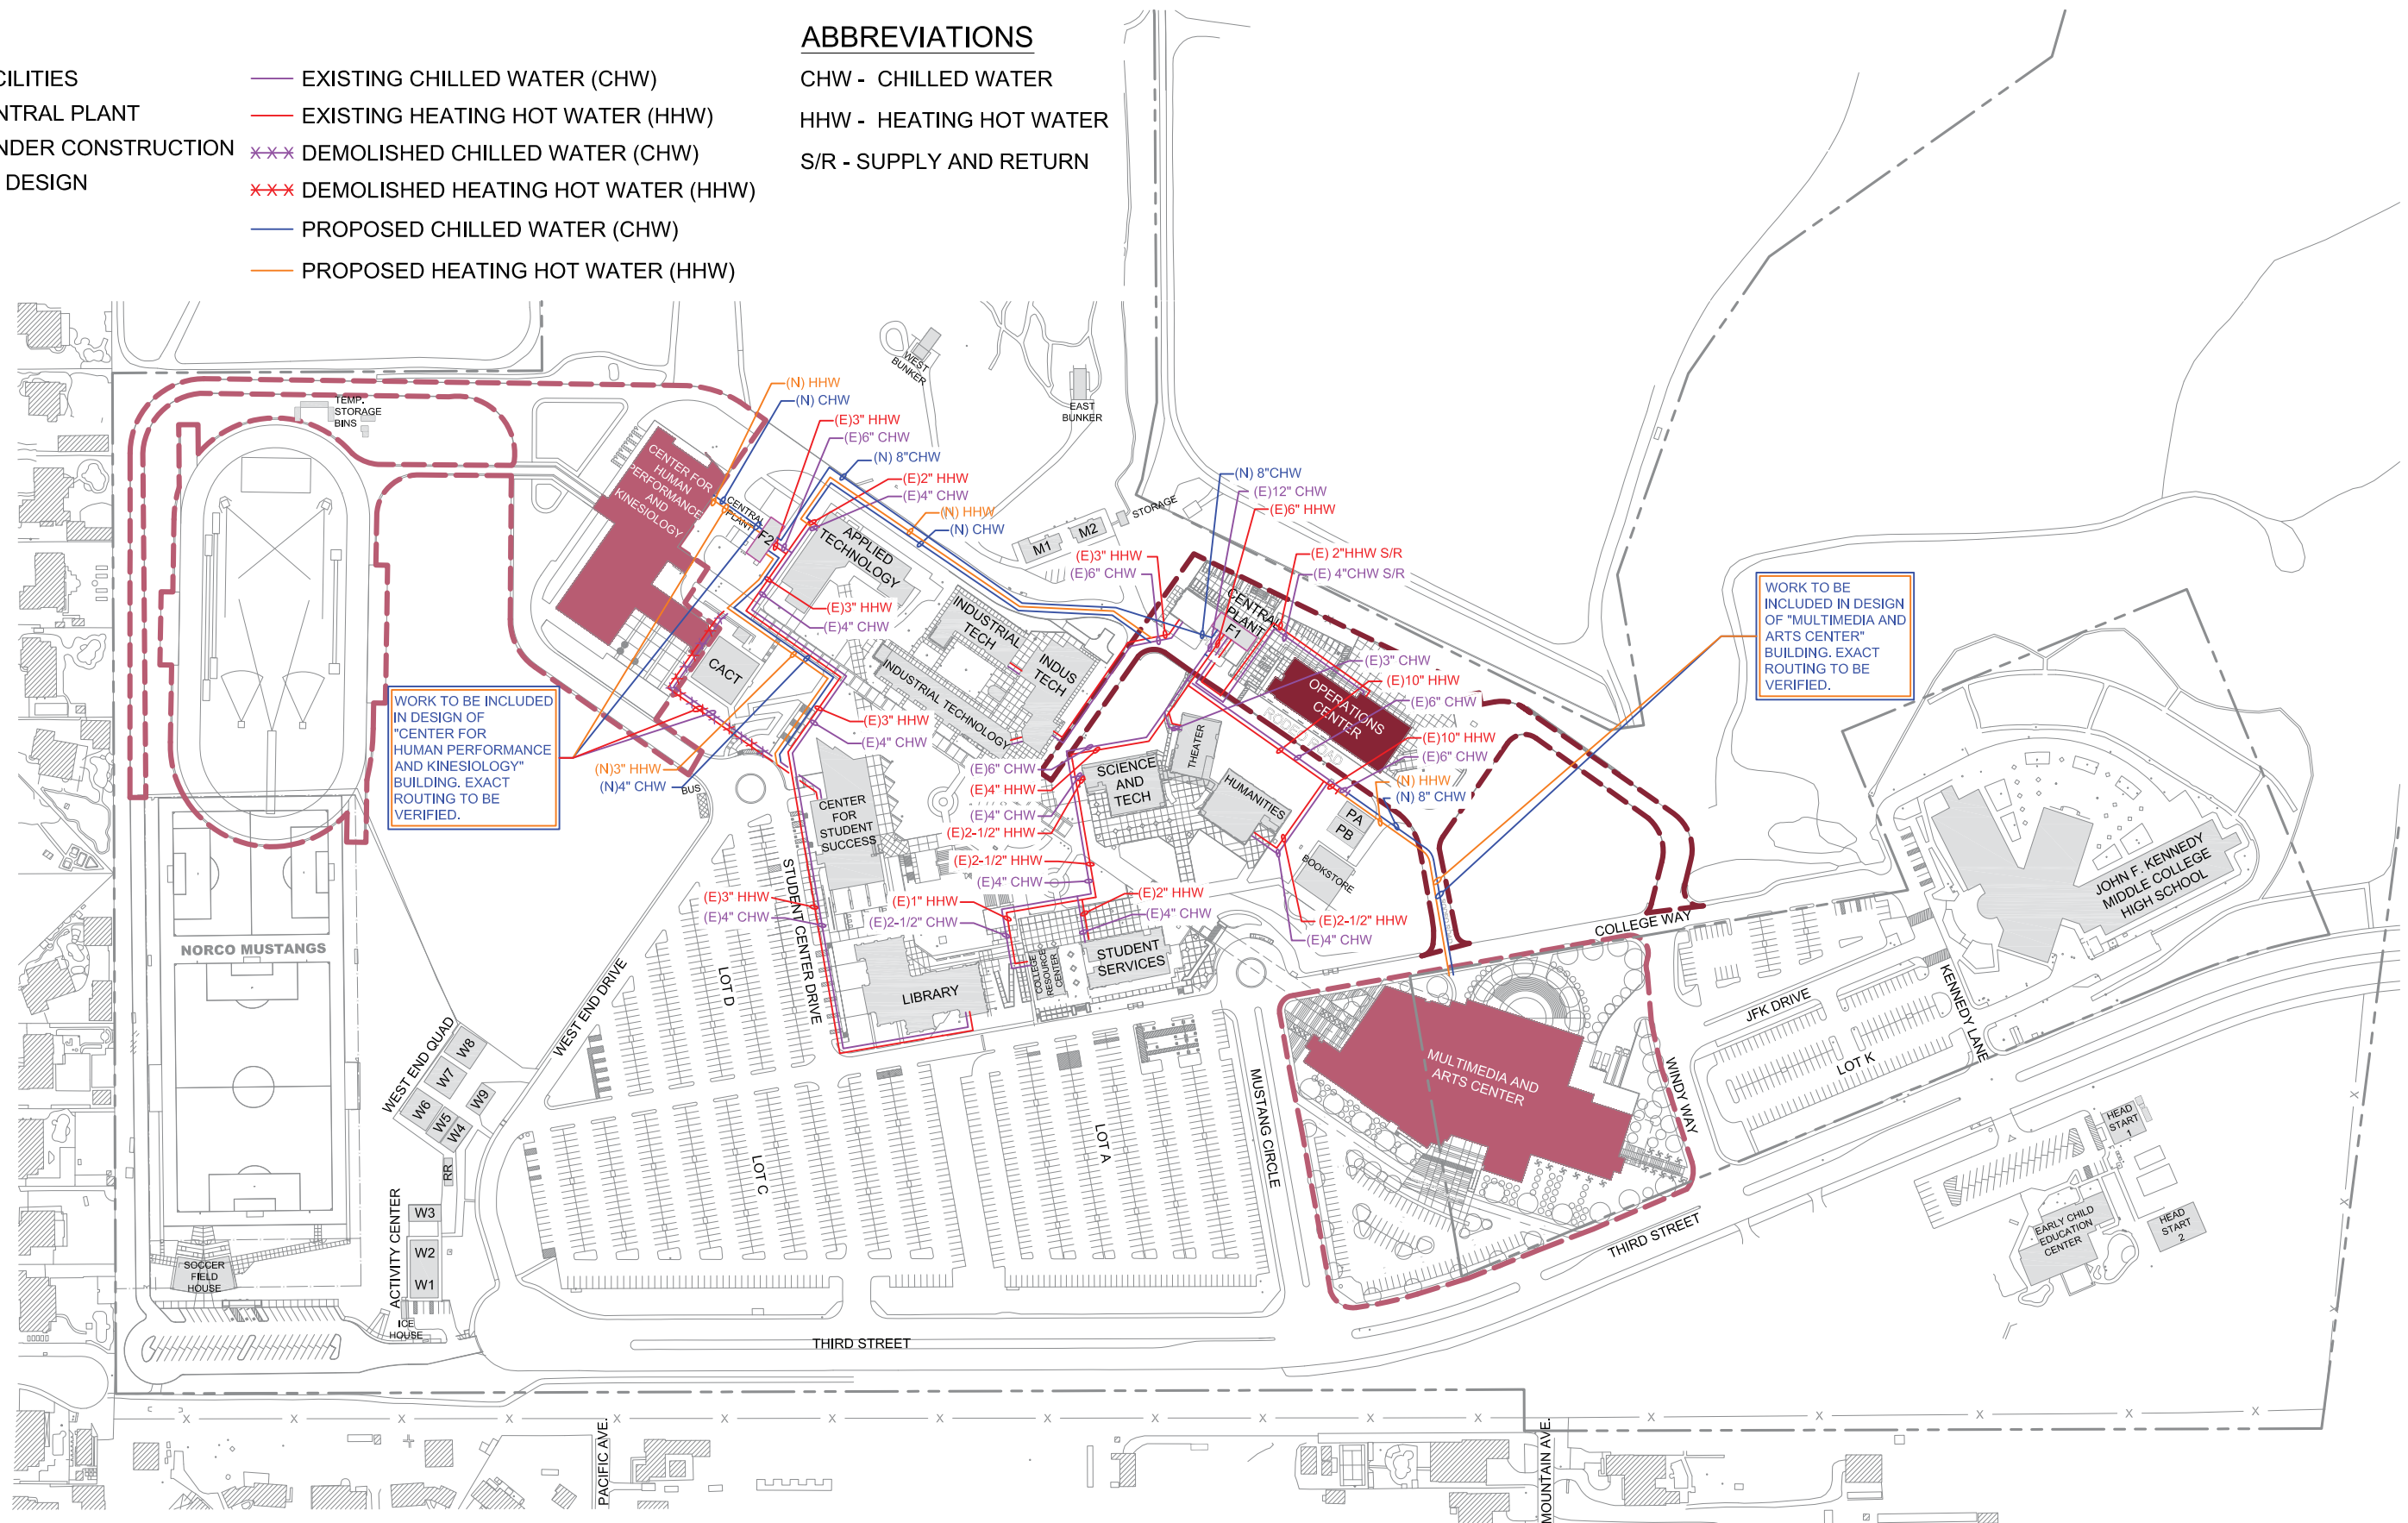 CILITIES
NTRAL PLANT
NDER CONSTRUCTION
DESIGN
EXISTING CHILLED WATER (CHW)
EXISTING HEATING HOT WATER (HHW)
DEMOLISHED CHILLED WATER (CHW)
DEMOLISHED HEATING HOT WATER (HHW)
PROPOSED CHILLED WATER (CHW)
PROPOSED HEATING HOT WATER (HHW)
ABBREVIATIONS
CHW - CHILLED WATER
HHW - HEATING HOT WATER
S/R - SUPPLY AND RETURN
WEST
BUNKER
EAST
BUNKER
TEMP.
STORAGE
BINS
(N) HHW
(N) CHW
(E)3" HHW
(E)6" CHW
(N) 8"CHW
(E)2" HHW
(E)4" CHW
(N) HHW
(N) CHW
CENTER FOR
HUMAN
PERFORMANCE
AND
KINESIOLOGY
CENTRAL
PLANT
F2
APPLIED
TECHNOLOGY
M1
M2
STORAGE
(N) 8"CHW
(E)12" CHW
(E)6" HHW
(E)3" HHW
(E)6" CHW
(E) 2"HHW S/R
(E) 4"CHW S/R
CENTRAL
PLANT
F1
(E)3" HHW
(E)4" CHW
INDUSTRIAL
TECH
INDUS
TECH
INDUSTRIAL TECHNOLOGY
CACT
(E)3" CHW
(E)10" HHW
(E)6" CHW
OPERATIONS
CENTER
(E)10" HHW
(E)6" CHW
(N) HHW
(N) 8" CHW
WORK TO BE
INCLUDED IN DESIGN
OF "MULTIMEDIA AND
ARTS CENTER"
BUILDING. EXACT
ROUTING TO BE
VERIFIED.
WORK TO BE INCLUDED
IN DESIGN OF
"CENTER FOR
HUMAN PERFORMANCE
AND KINESIOLOGY"
BUILDING. EXACT
ROUTING TO BE
VERIFIED.
(E)3" HHW
(E)4" CHW
(N)3" HHW
(N)4" CHW
BUS
THEATER
SCIENCE
AND
TECH
HUMANITIES
PA
PB
BOOKSTORE
(E)6" CHW
(E)4" HHW
(E)4" CHW
(E)2-1/2" HHW
(E)2-1/2" HHW
(E)4" CHW
CENTER
FOR
STUDENT
SUCCESS
(E)3" HHW
(E)4" CHW
(E)1" HHW
(E)2-1/2" CHW
(E)2" HHW
(E)4" CHW
(E)2-1/2" HHW
(E)4" CHW
STUDENT CENTER DRIVE
LIBRARY
COLLEGE
RESOURCE
CENTER
STUDENT
SERVICES
COLLEGE WAY
JOHN F. KENNEDY
MIDDLE COLLEGE
HIGH SCHOOL
NORCO MUSTANGS
WEST END DRIVE
LOT D
LOT C
LOT A
MUSTANG CIRCLE
MULTIMEDIA AND
ARTS CENTER
WINDY WAY
JFK DRIVE
KENNEDY LANE
LOT K
WEST END QUAD
W8
W7
W9
W6
W5
W4
RR
ACTIVITY CENTER
W3
W2
W1
ICE
HOUSE
SOCCER
FIELD
HOUSE
HEAD
START
1
HEAD
START
2
EARLY CHILD
EDUCATION
CENTER
THIRD STREET
THIRD STREET
PACIFIC AVE.
MOUNTAIN AVE.